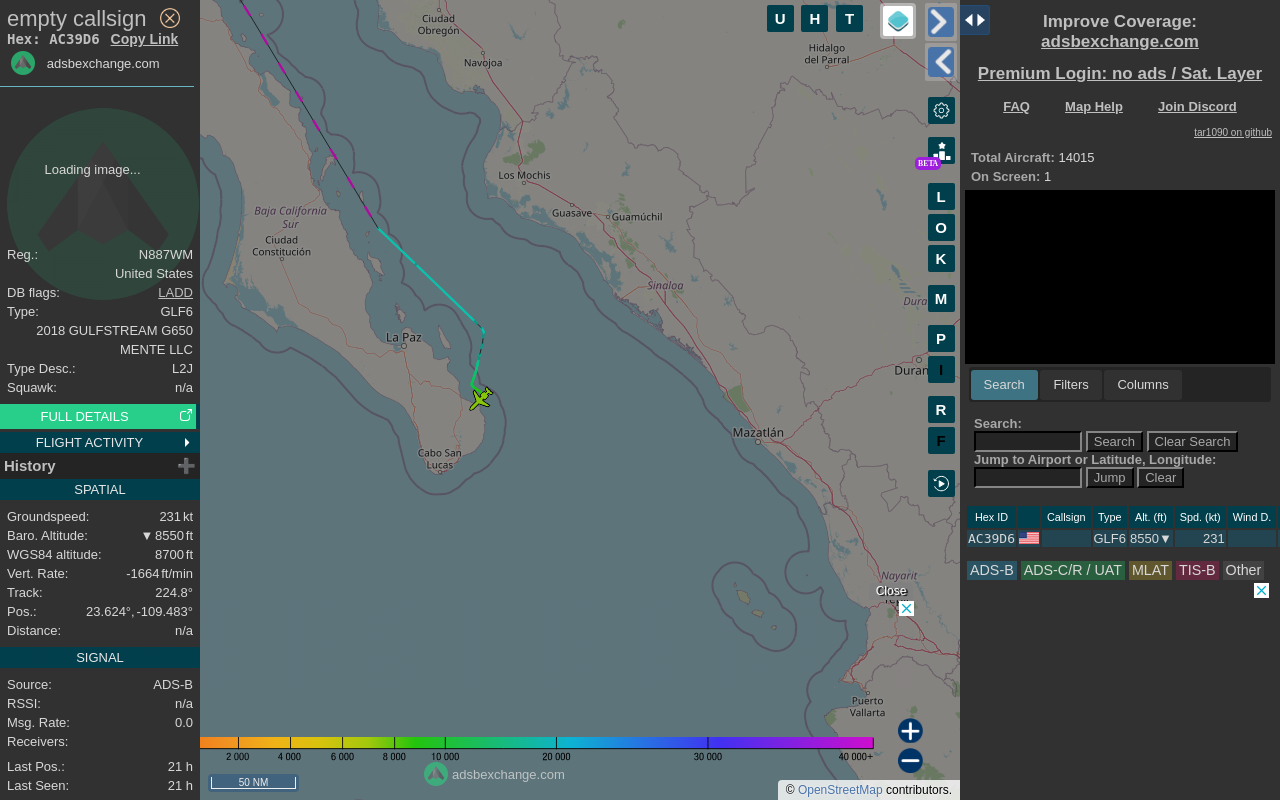 empty callsign
Hex: AC39D6 Copy Link
adsbexchange.com
Loading image...
Reg.: N887WM
United States
DB flags: LADD
Type: GLF6
2018 GULFSTREAM G650
MENTE LLC
Type Desc.: L2J
Squawk: n/a
FULL DETAILS
FLIGHT ACTIVITY
History
SPATIAL
Groundspeed: 231 kt
Baro. Altitude: ▼ 8550 ft
WGS84 altitude: 8700 ft
Vert. Rate: -1664 ft/min
Track: 224.8°
Pos.: 23.624°, -109.483°
Distance: n/a
SIGNAL
Source: ADS-B
RSSI: n/a
Msg. Rate: 0.0
Receivers:
Last Pos.: 21 h
Last Seen: 21 h
Ciudad
Obregón
Navojoa
Hidalgo
del Parral
Los Mochis
Guasave
Guamúchil
Baja California
Sur
Ciudad
Constitución
Sinaloa
La Paz
Cabo San
Lucas
Mazatlán
Nayarit
Puerto
Vallarta
U H T
BETA
L
O
K
M
P
I
R
F
Close
2 000 4 000 6 000 8 000 10 000 20 000 30 000 40 000+
50 NM
adsbexchange.com
© OpenStreetMap contributors.
Improve Coverage:
adsbexchange.com
Premium Login: no ads / Sat. Layer
FAQ Map Help Join Discord
tar1090 on github
Total Aircraft: 14015
On Screen: 1
Search Filters Columns
Search:
Search Clear Search
Jump to Airport or Latitude, Longitude:
Jump Clear
Hex ID Callsign Type Alt. (ft) Spd. (kt) Wind D.
AC39D6 GLF6 8550▼ 231
ADS-B ADS-C/R / UAT MLAT TIS-B Other